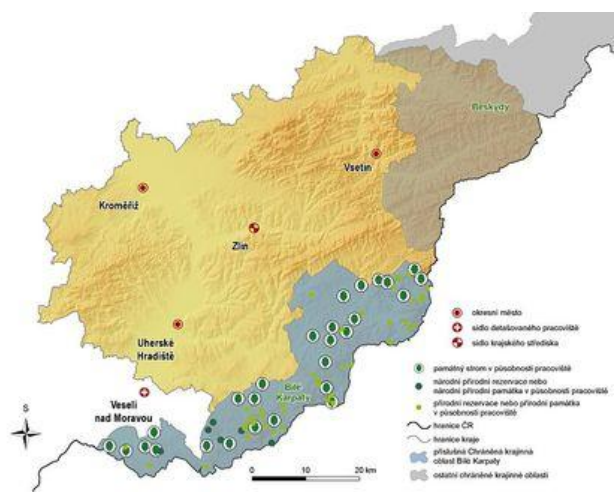 Beskydy
Vsetín
Kroměříž
Zlín
Uherské
Hradiště
Veselí
nad Moravou
Bílé
Karpaty
S
0 10 20 km
okresní město
sídlo detašovaného pracoviště
sídlo krajského střediska
památný strom v působnosti pracoviště
národní přírodní rezervace nebo
národní přírodní památka v působnosti pracoviště
přírodní rezervace nebo přírodní památka
v působnosti pracoviště
hranice ČR
hranice kraje
příslušná Chráněná krajinná
oblast Bílé Karpaty
ostatní chráněné krajinné oblasti